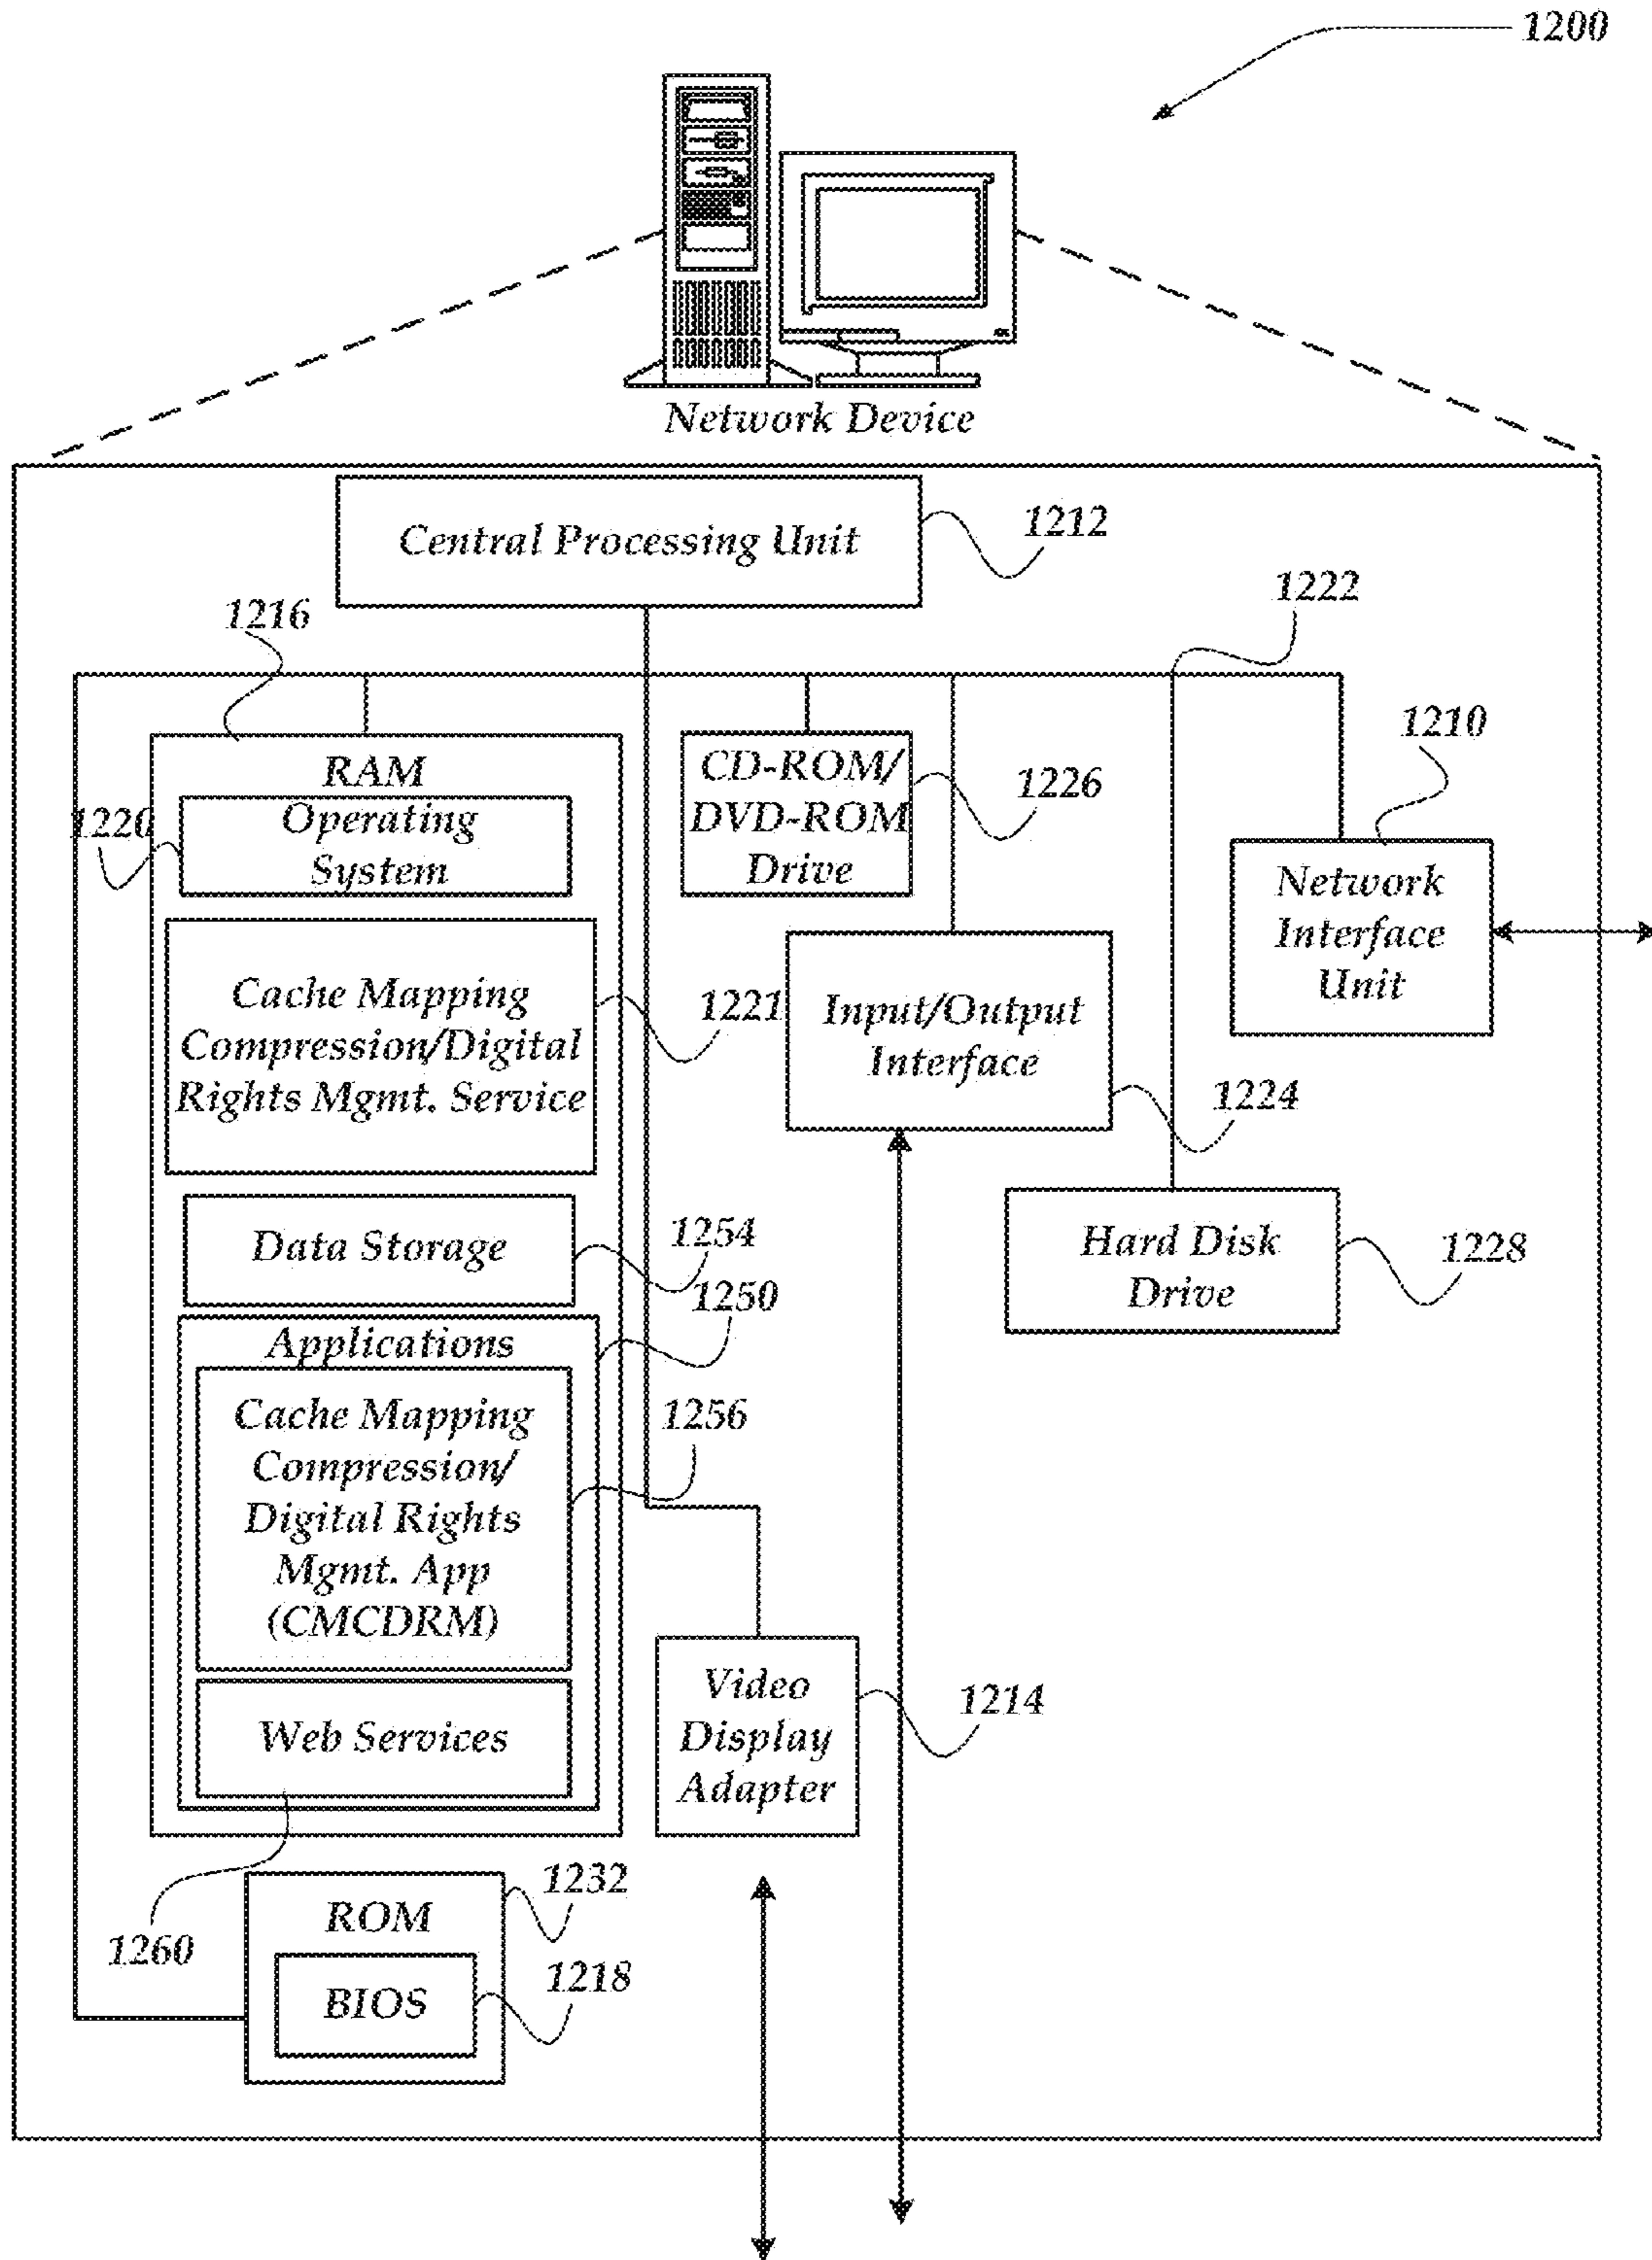 1200
Network Device
Central Processing Unit
1212
1222
1216
1210
RAM
CD-ROM/
DVD-ROM
Drive
1226
1220
Operating
System
Network
Interface
Unit
Cache Mapping
Compression/Digital
Rights Mgmt. Service
1221
Input/Output
Interface
1224
Data Storage
1254
Hard Disk
Drive
1228
1250
Applications
Cache Mapping
Compression/
Digital Rights
Mgmt. App
(CMCDRM)
1256
Video
Display
Adapter
1214
Web Services
1260
ROM
1232
BIOS
1218